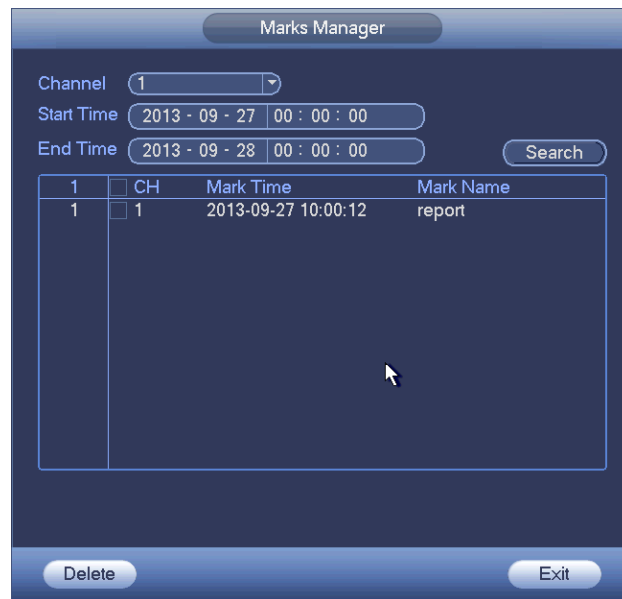 Marks Manager
Channel 1
Start Time 2013 - 09 - 27 00 : 00 : 00
End Time 2013 - 09 - 28 00 : 00 : 00 Search
1 CH Mark Time Mark Name
1 1 2013-09-27 10:00:12 report
Delete Exit